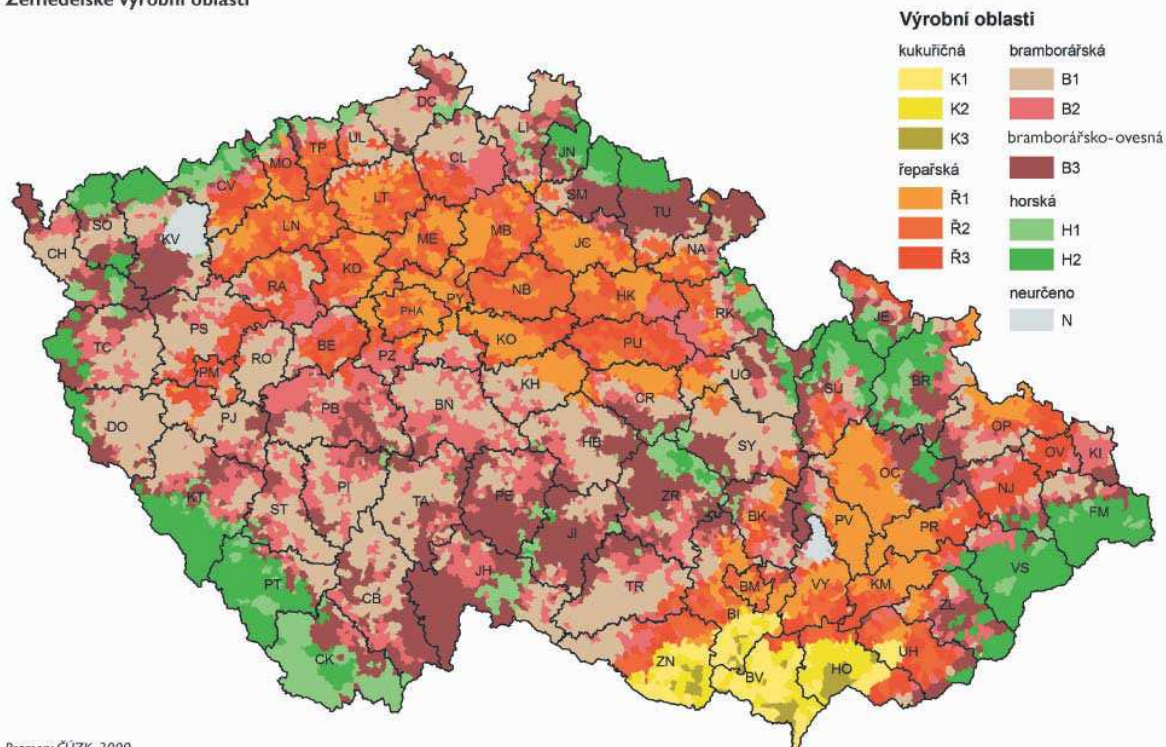 Zemědělské výrobní oblasti
Výrobní oblasti
kukuřičná
K1
K2
K3
řepařská
Ř1
Ř2
Ř3
bramborářská
B1
B2
bramborářsko-ovesná
B3
horská
H1
H2
neurčeno
N
DC
LI
UL
TP
MO
CL
JN
CV
LT
SM
TU
SO
KV
LN
ME
MB
JC
NA
CH
RA
KD
NB
HK
PHA
PY
RK
TC
PS
RO
BE
PZ
KO
PU
JE
PM
KH
UO
SU
BR
DO
PJ
PB
BN
CR
OP
HB
SY
OV
KI
KT
PI
TA
PE
ZR
OC
NJ
ST
BK
PV
PR
FM
JI
PT
JH
TR
BM
VY
KM
VS
CB
BI
ZL
CK
ZN
BV
HO
UH
Pramen: ČÚZK, 2009